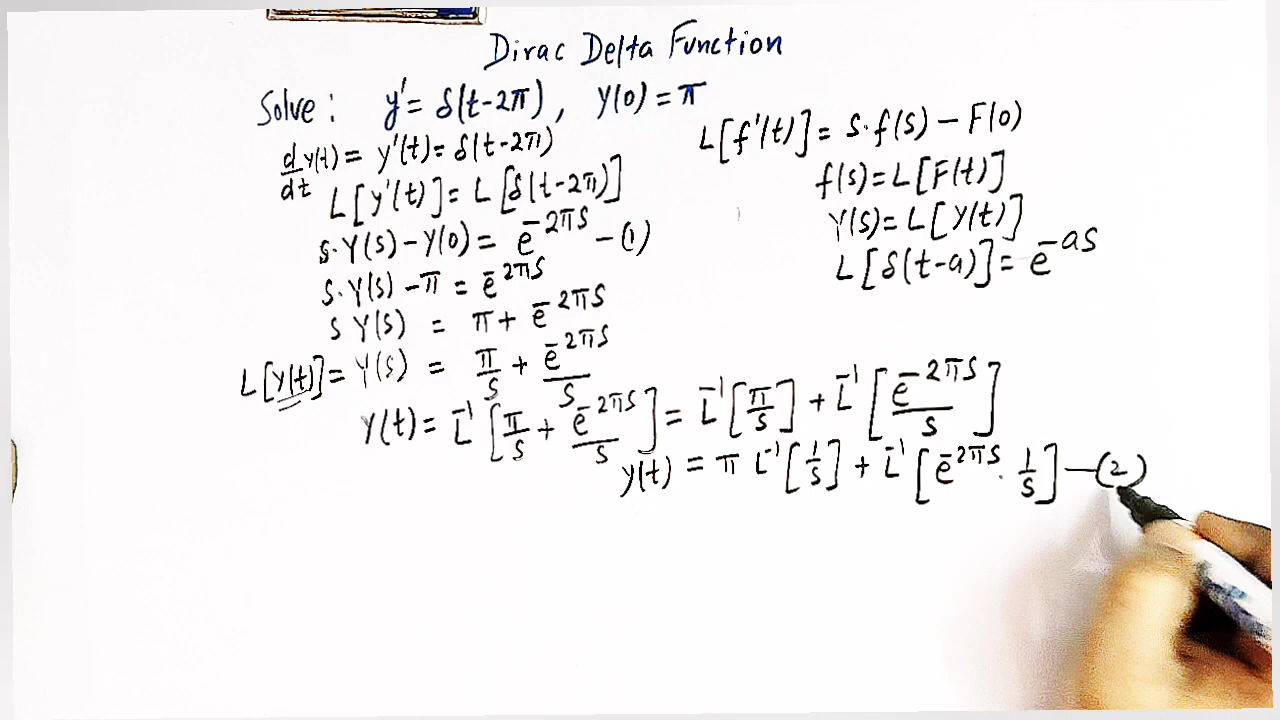 Dirac Delta Function
Solve: y' = δ(t-2π), Y(0) = π
d/dt Y(t) = y'(t) = δ(t-2π)
L[y'(t)] = L[δ(t-2π)]
s·Y(s) - Y(0) = e^-2πs - (1)
s·Y(s) - π = e^-2πs
s Y(s) = π + e^-2πs
L[y(t)] = Y(s) = π/s + e^-2πs/s
Y(t) = L^-1[π/s + e^-2πs/s] = L^-1[π/s] + L^-1[e^-2πs/s]
y(t) = π L^-1[1/s] + L^-1[e^-2πs · 1/s] - (2)
L[f'(t)] = s·f(s) - F(0)
f(s) = L[F(t)]
Y(s) = L[Y(t)]
L[δ(t-a)] = e^-as